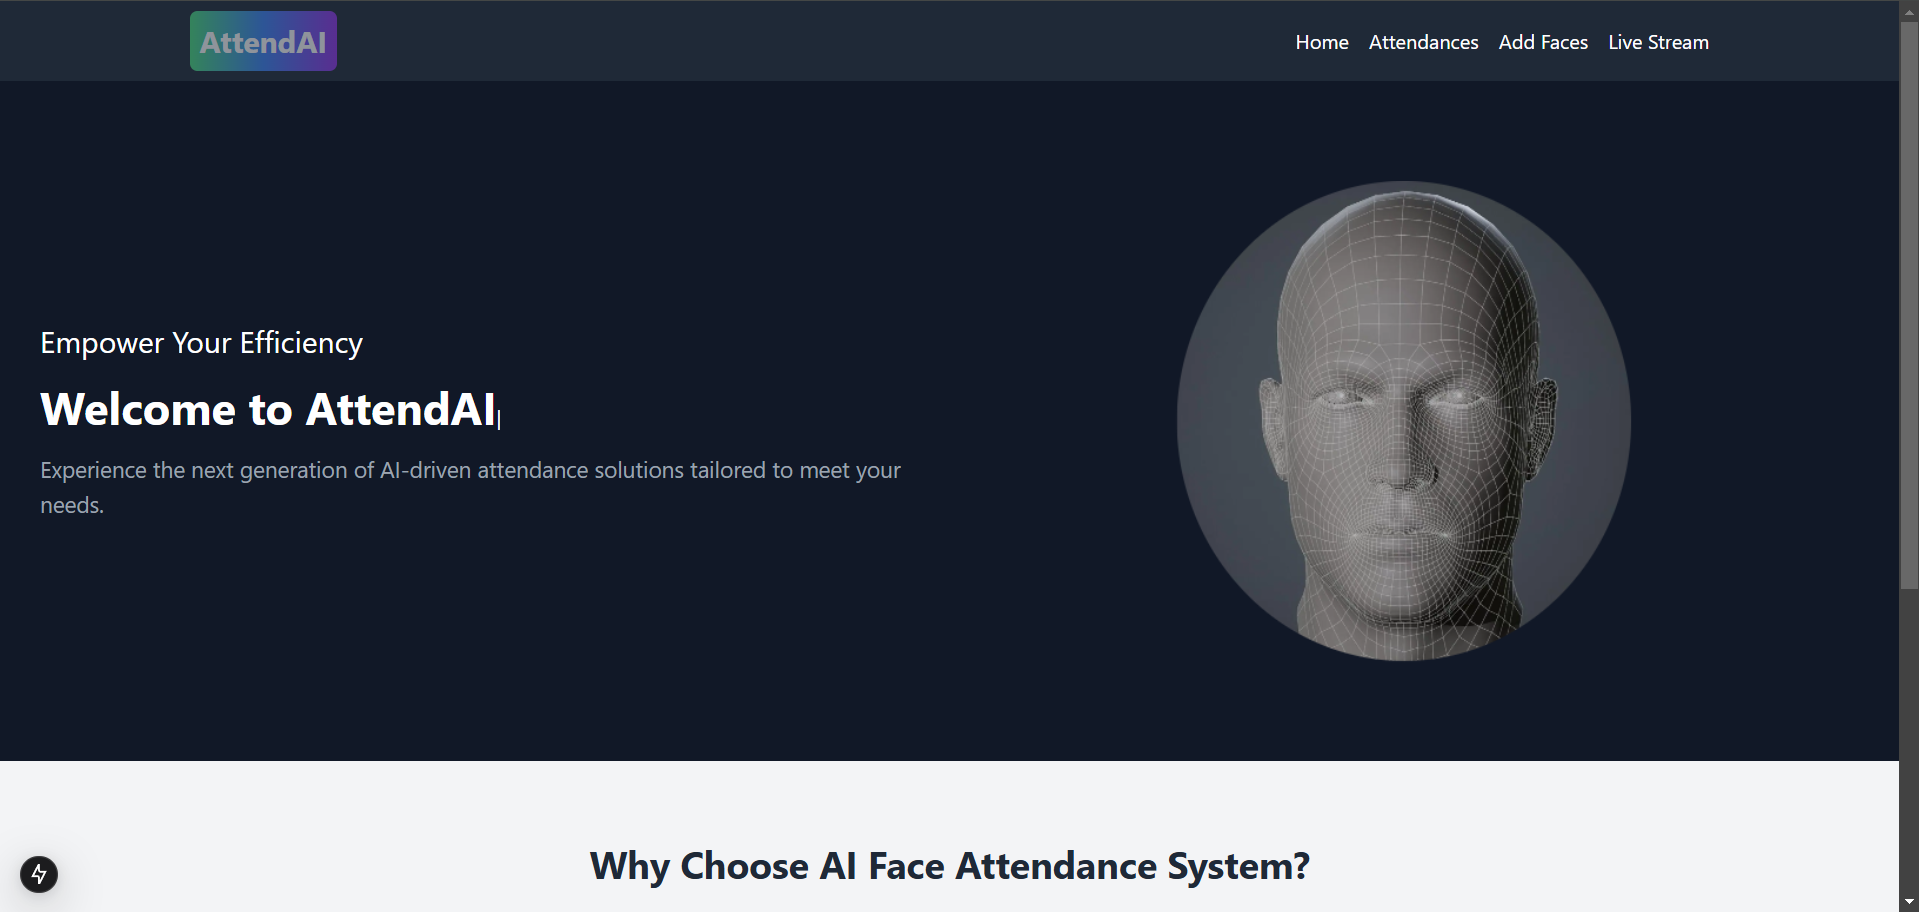 AttendAI
Home Attendances Add Faces Live Stream
Empower Your Efficiency
Welcome to AttendAI|
Experience the next generation of AI-driven attendance solutions tailored to meet your
needs.
Why Choose AI Face Attendance System?